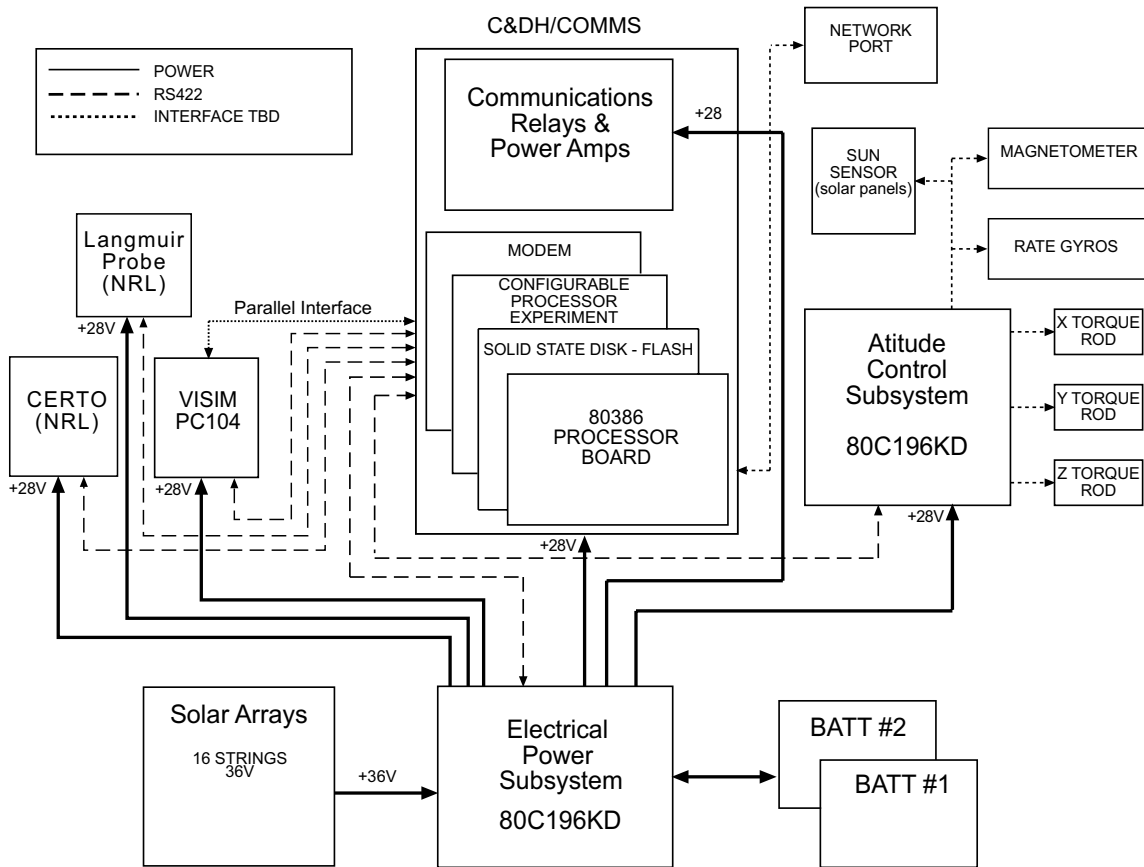 C&DH/COMMS
NETWORK
PORT
POWER
RS422
INTERFACE TBD
Communications
Relays &
Power Amps
+28
SUN
SENSOR
(solar panels)
MAGNETOMETER
RATE GYROS
Langmuir
Probe
(NRL)
+28V
Parallel Interface
MODEM
CONFIGURABLE
PROCESSOR
EXPERIMENT
SOLID STATE DISK - FLASH
80386
PROCESSOR
BOARD
CERTO
(NRL)
+28V
VISIM
PC104
+28V
Atitude
Control
Subsystem
80C196KD
+28V
X TORQUE
ROD
Y TORQUE
ROD
Z TORQUE
ROD
+28V
Solar Arrays
16 STRINGS
36V
+36V
Electrical
Power
Subsystem
80C196KD
BATT #2
BATT #1